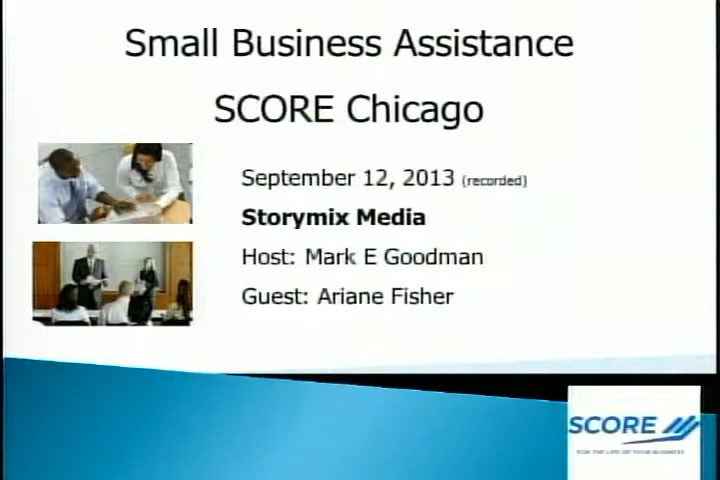 Small Business Assistance
SCORE Chicago
September 12, 2013 (recorded)
Storymix Media
Host: Mark E Goodman
Guest: Ariane Fisher
SCORE
FOR THE LIFE OF YOUR BUSINESS